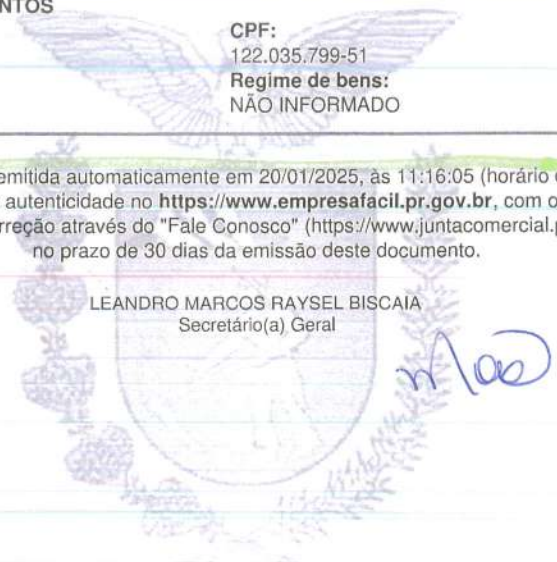 NTOS
CPF:
122.035.799-51
Regime de bens:
NÃO INFORMADO
emitida automaticamente em 20/01/2025, às 11:16:05 (horário
autenticidade no https://www.empresafacil.pr.gov.br, com o
rreção através do "Fale Conosco" (https://www.juntacomercial.p
no prazo de 30 dias da emissão deste documento.
LEANDRO MARCOS RAYSEL BISCAIA
Secretário(a) Geral